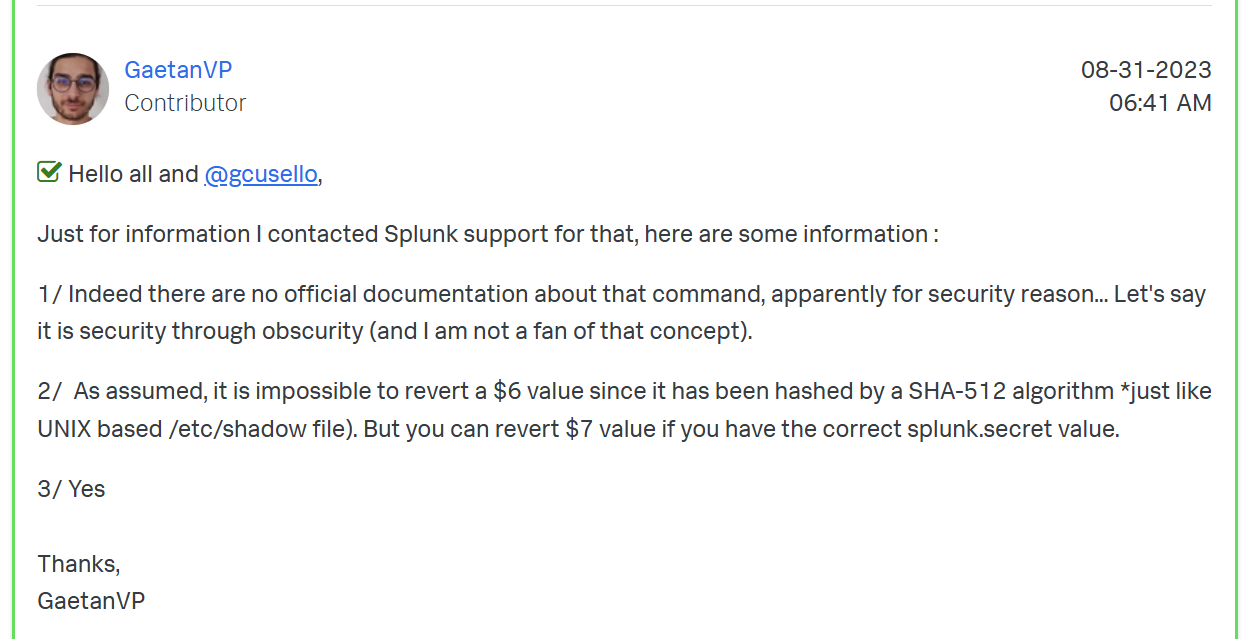 GaetanVP
Contributor
08-31-2023
06:41 AM
Hello all and @gcusello,
Just for information I contacted Splunk support for that, here are some information :
1/ Indeed there are no official documentation about that command, apparently for security reason... Let's say
it is security through obscurity (and I am not a fan of that concept).
2/  As assumed, it is impossible to revert a $6 value since it has been hashed by a SHA-512 algorithm *just like
UNIX based /etc/shadow file). But you can revert $7 value if you have the correct splunk.secret value.
3/ Yes
Thanks,
GaetanVP